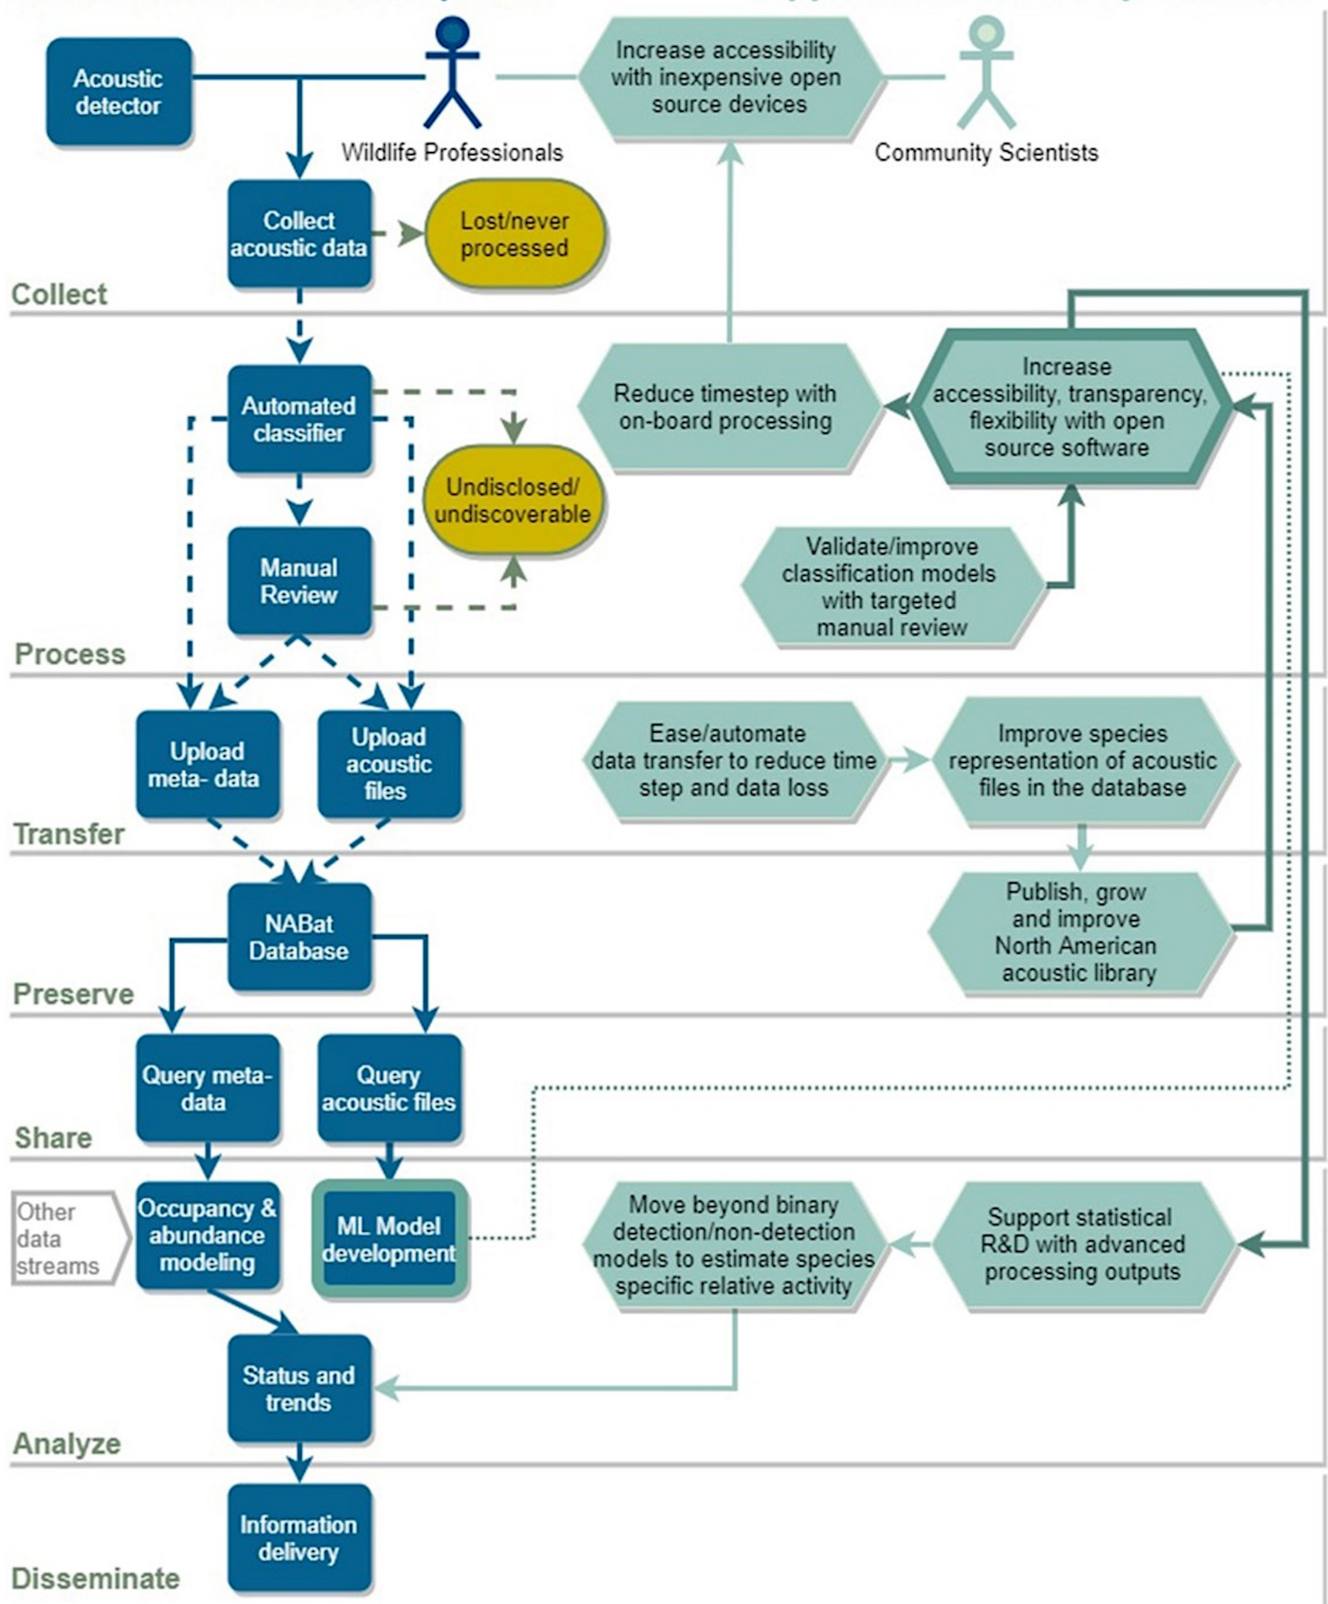 Acoustic
detector
Wildlife Professionals
Increase accessibility
with inexpensive open
source devices
Community Scientists
Collect
acoustic data
Lost/never
processed
Collect
Automated
classifier
Undisclosed/
undiscoverable
Manual
Review
Reduce timestep with
on-board processing
Increase
accessibility, transparency,
flexibility with open
source software
Validate/improve
classification models
with targeted
manual review
Process
Upload
meta- data
Upload
acoustic
files
Ease/automate
data transfer to reduce time
step and data loss
Improve species
representation of acoustic
files in the database
Transfer
NABat
Database
Publish, grow
and improve
North American
acoustic library
Preserve
Query meta-
data
Query
acoustic files
Share
Other
data
streams
Occupancy &
abundance
modeling
ML Model
development
Move beyond binary
detection/non-detection
models to estimate species
specific relative activity
Support statistical
R&D with advanced
processing outputs
Status and
trends
Analyze
Information
delivery
Disseminate